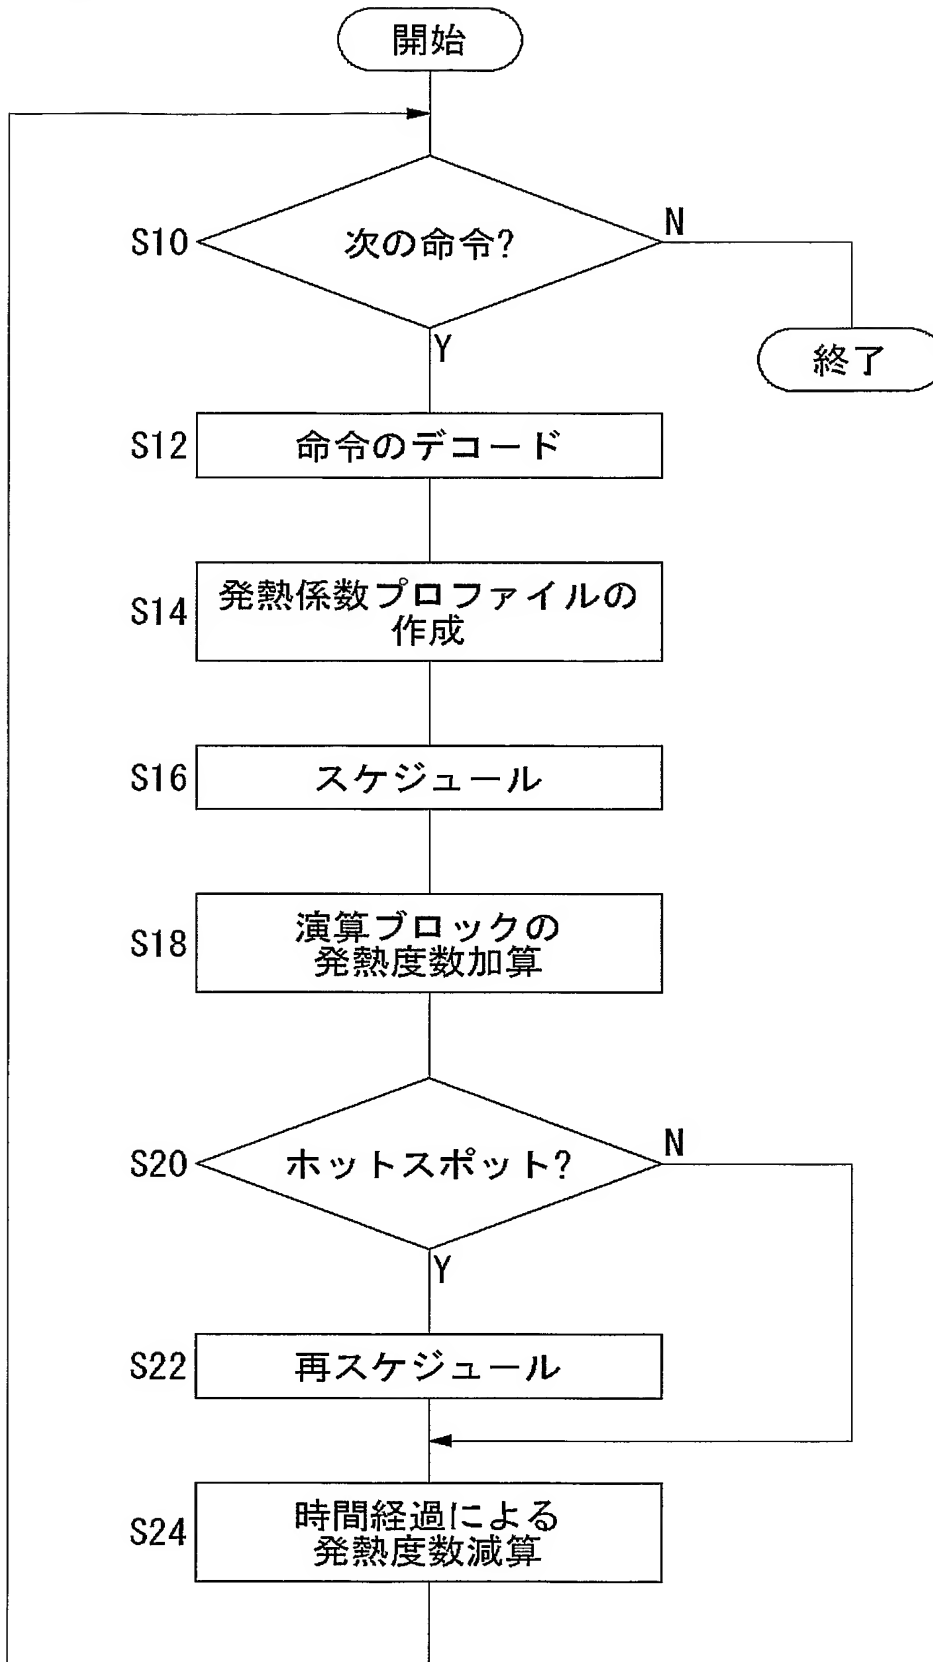 開始
S10
次の命令?
N
Y
終了
S12
命令のデコード
S14
発熱係数プロファイルの
作成
S16
スケジュール
S18
演算ブロックの
発熱度数加算
S20
ホットスポット?
N
Y
S22
再スケジュール
S24
時間経過による
発熱度数減算